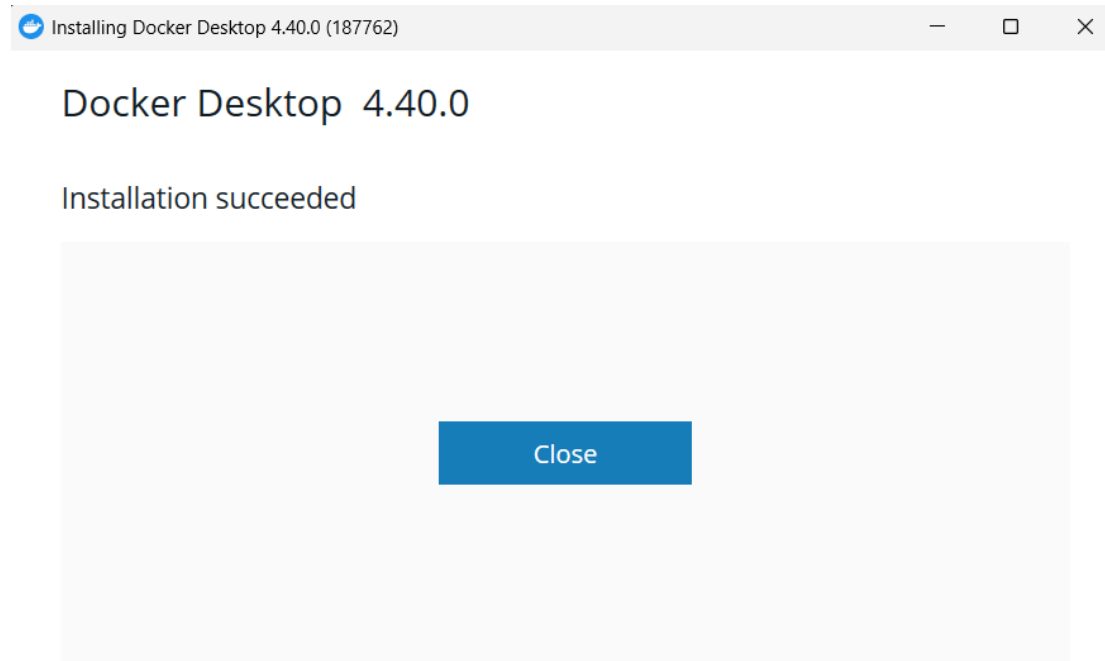 Installing Docker Desktop 4.40.0 (187762)
Docker Desktop 4.40.0
Installation succeeded
Close